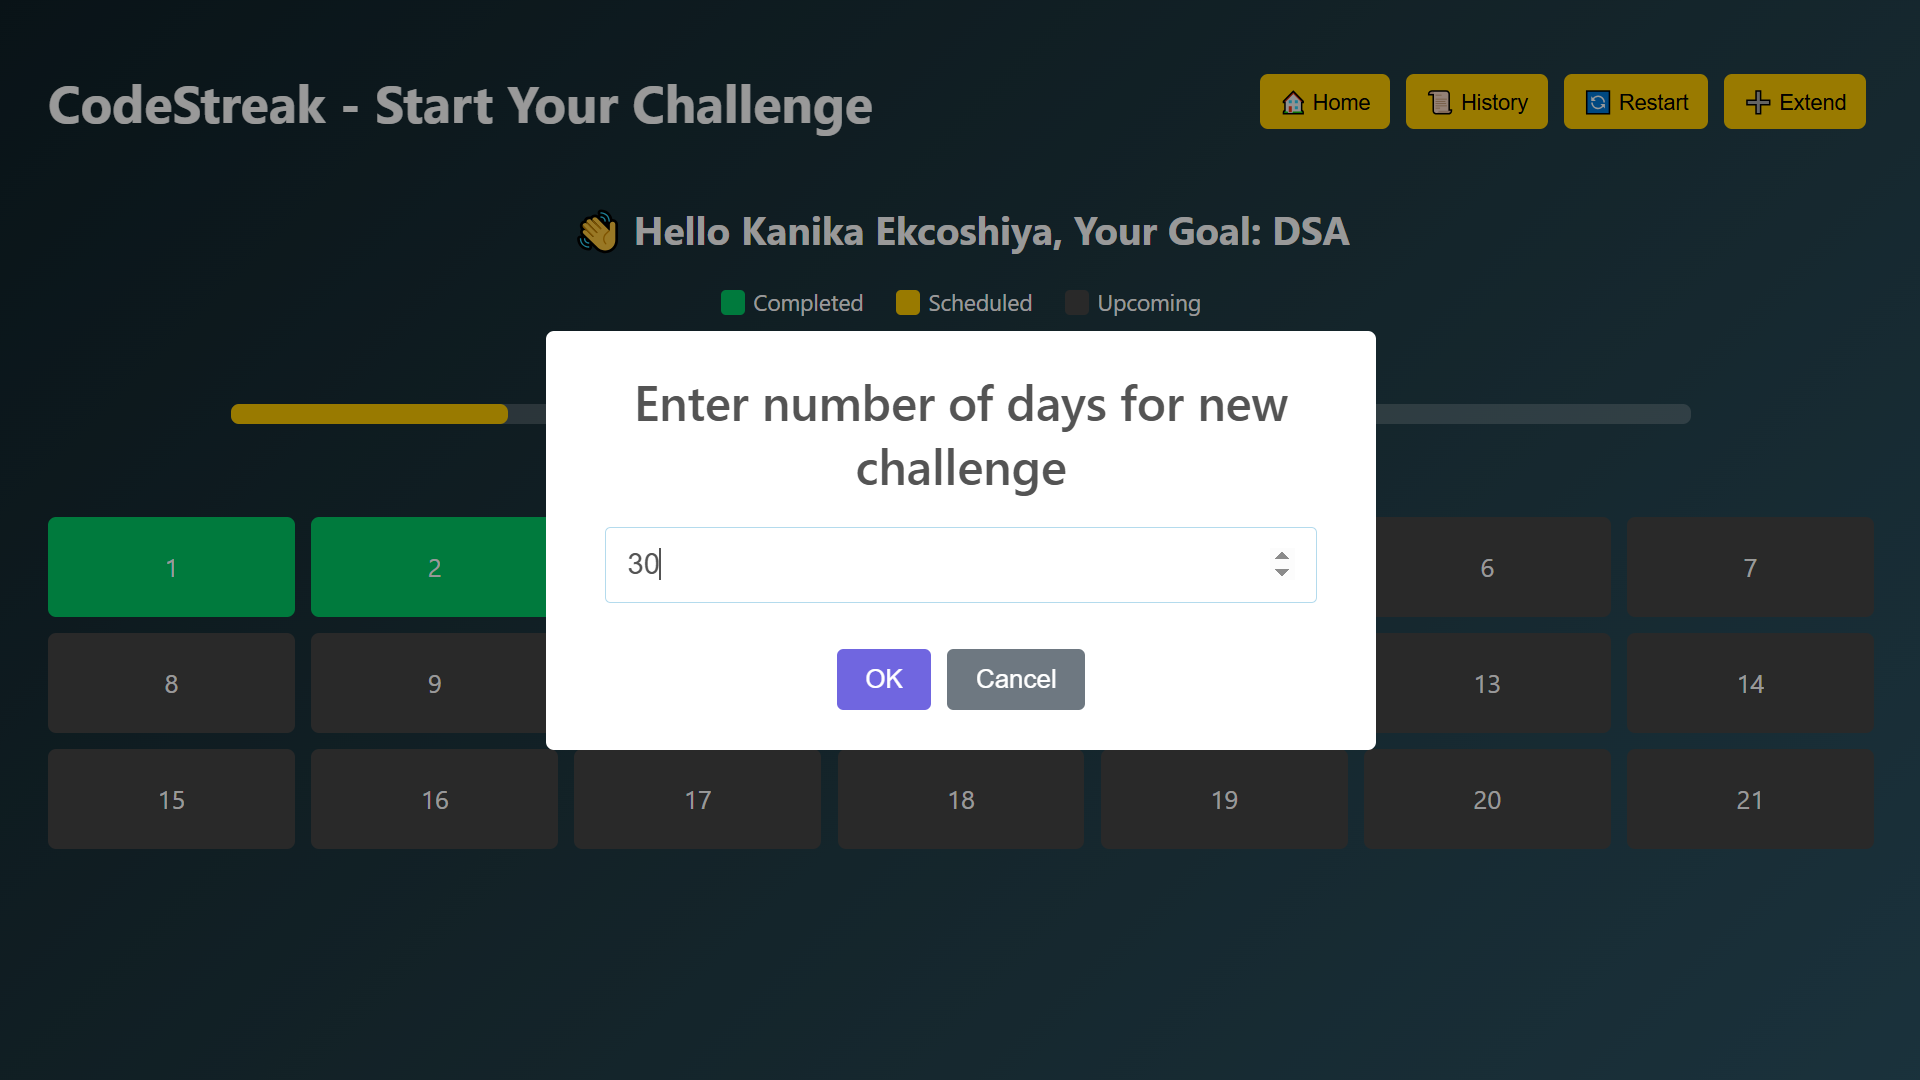 CodeStreak - Start Your Challenge
Home
History
Restart
Extend
Hello Kanika Ekcoshiya, Your Goal: DSA
Completed
Scheduled
Upcoming
Enter number of days for new
challenge
30
OK
Cancel
1
2
6
7
8
9
13
14
15
16
17
18
19
20
21